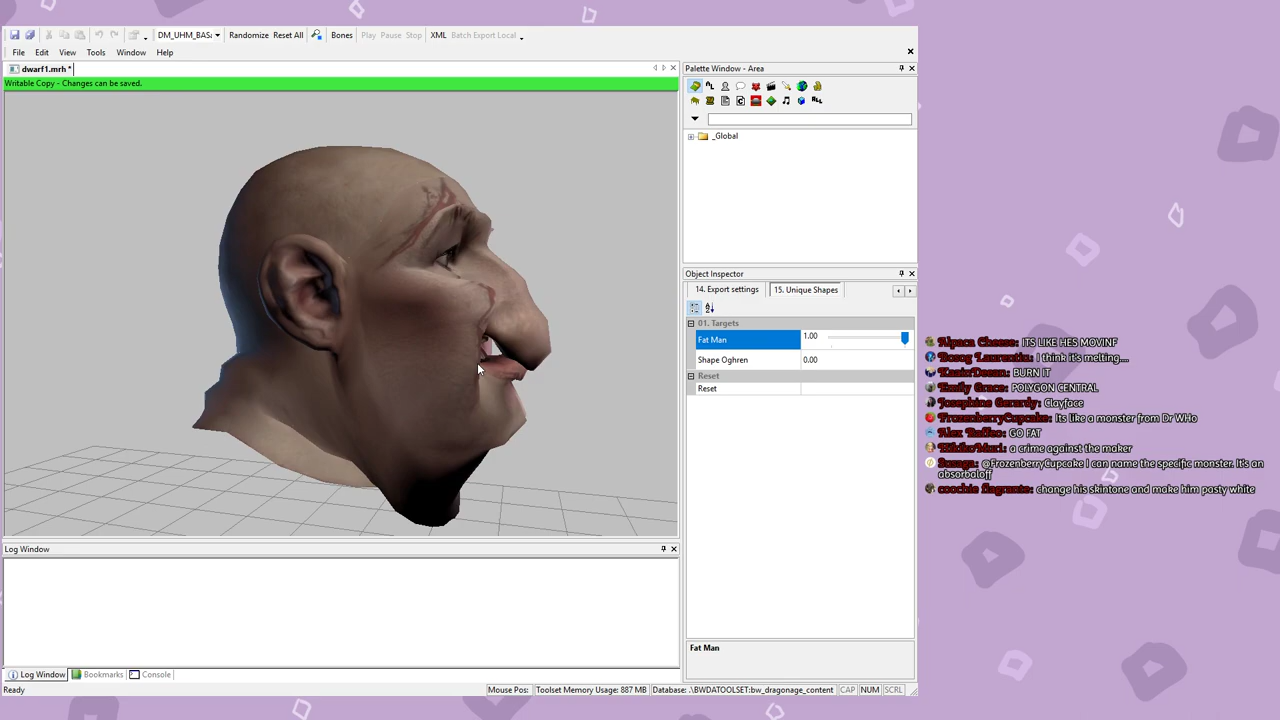 DM_UHM_BAS
Randomize Reset All Bones Play Pause Stop XML Batch Export Local
File Edit View Tools Window Help
dwarf1.mrh *
Writable Copy - Changes can be saved.
Palette Window - Area
_Global
Object Inspector
14. Export settings 15. Unique Shapes
01. Targets
Fat Man 1.00
Shape Oghren 0.00
Reset
Reset
Fat Man
Log Window
Log Window Bookmarks Console
Ready Mouse Pos: Toolset Memory Usage: 887 MB Database: .\BWDATOOLSET:bw_dragonage_content CAP NUM SCRL
Alpaca Cheese: ITS LIKE HES MOVINF
I think it's melting....
BURN IT
Emily Grace: POLYGON CENTRAL
Josephine Gerardy: Clayface
FrozenberryCupcake: Its like a monster from Dr WHo
GO FAT
a crime against the maker
@FrozenberryCupcake I can name the specific monster. It's an
absorbaloff
change his skintone and make him pasty white